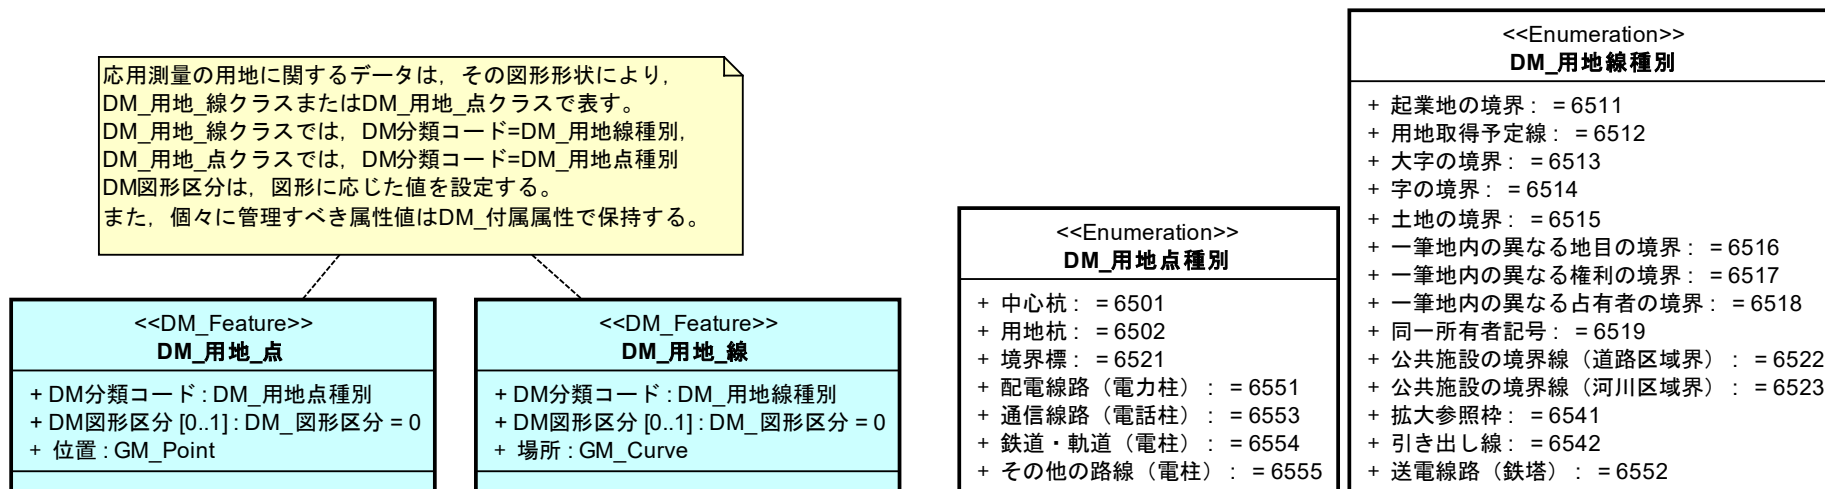 応用測量の用地に関するデータは，その図形形状により，
DM_用地_線クラスまたはDM_用地_点クラスで表す。
DM_用地_線クラスでは，DM分類コード=DM_用地線種別，
DM_用地_点クラスでは，DM分類コード=DM_用地点種別
DM図形区分は，図形に応じた値を設定する。
また，個々に管理すべき属性値はDM_付属属性で保持する。
<<DM_Feature>>
DM_用地_点
+ DM分類コード : DM_用地点種別
+ DM図形区分 [0..1] : DM_図形区分 = 0
+ 位置 : GM_Point
<<DM_Feature>>
DM_用地_線
+ DM分類コード : DM_用地線種別
+ DM図形区分 [0..1] : DM_図形区分 = 0
+ 場所 : GM_Curve
<<Enumeration>>
DM_用地点種別
+ 中心杭 : = 6501
+ 用地杭 : = 6502
+ 境界標 : = 6521
+ 配電線路（電力柱） : = 6551
+ 通信線路（電話柱） : = 6553
+ 鉄道・軌道（電柱） : = 6554
+ その他の路線（電柱） : = 6555
<<Enumeration>>
DM_用地線種別
+ 起業地の境界 : = 6511
+ 用地取得予定線 : = 6512
+ 大字の境界 : = 6513
+ 字の境界 : = 6514
+ 土地の境界 : = 6515
+ 一筆地内の異なる地目の境界 : = 6516
+ 一筆地内の異なる権利の境界 : = 6517
+ 一筆地内の異なる占有者の境界 : = 6518
+ 同一所有者記号 : = 6519
+ 公共施設の境界線（道路区域界） : = 6522
+ 公共施設の境界線（河川区域界） : = 6523
+ 拡大参照枠 : = 6541
+ 引き出し線 : = 6542
+ 送電線路（鉄塔） : = 6552